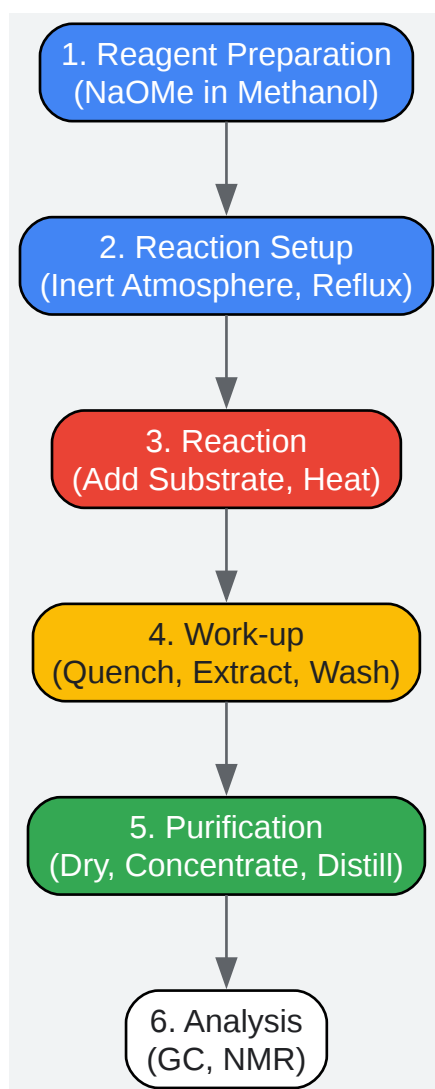 1. Reagent Preparation
(NaOMe in Methanol)
2. Reaction Setup
(Inert Atmosphere, Reflux)
3. Reaction
(Add Substrate, Heat)
4. Work-up
(Quench, Extract, Wash)
5. Purification
(Dry, Concentrate, Distill)
6. Analysis
(GC, NMR)